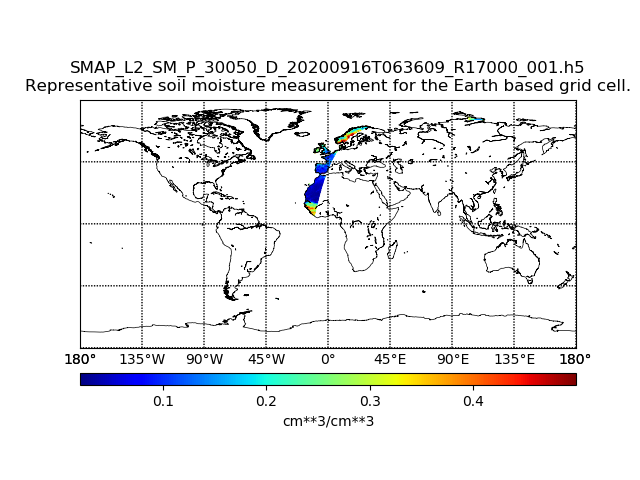 SMAP_L2_SM_P_30050_D_20200916T063609_R17000_001.h5
Representative soil moisture measurement for the Earth based grid cell.
180° 135°W 90°W 45°W 0° 45°E 90°E 135°E 180°
0.1 0.2 0.3 0.4
cm**3/cm**3